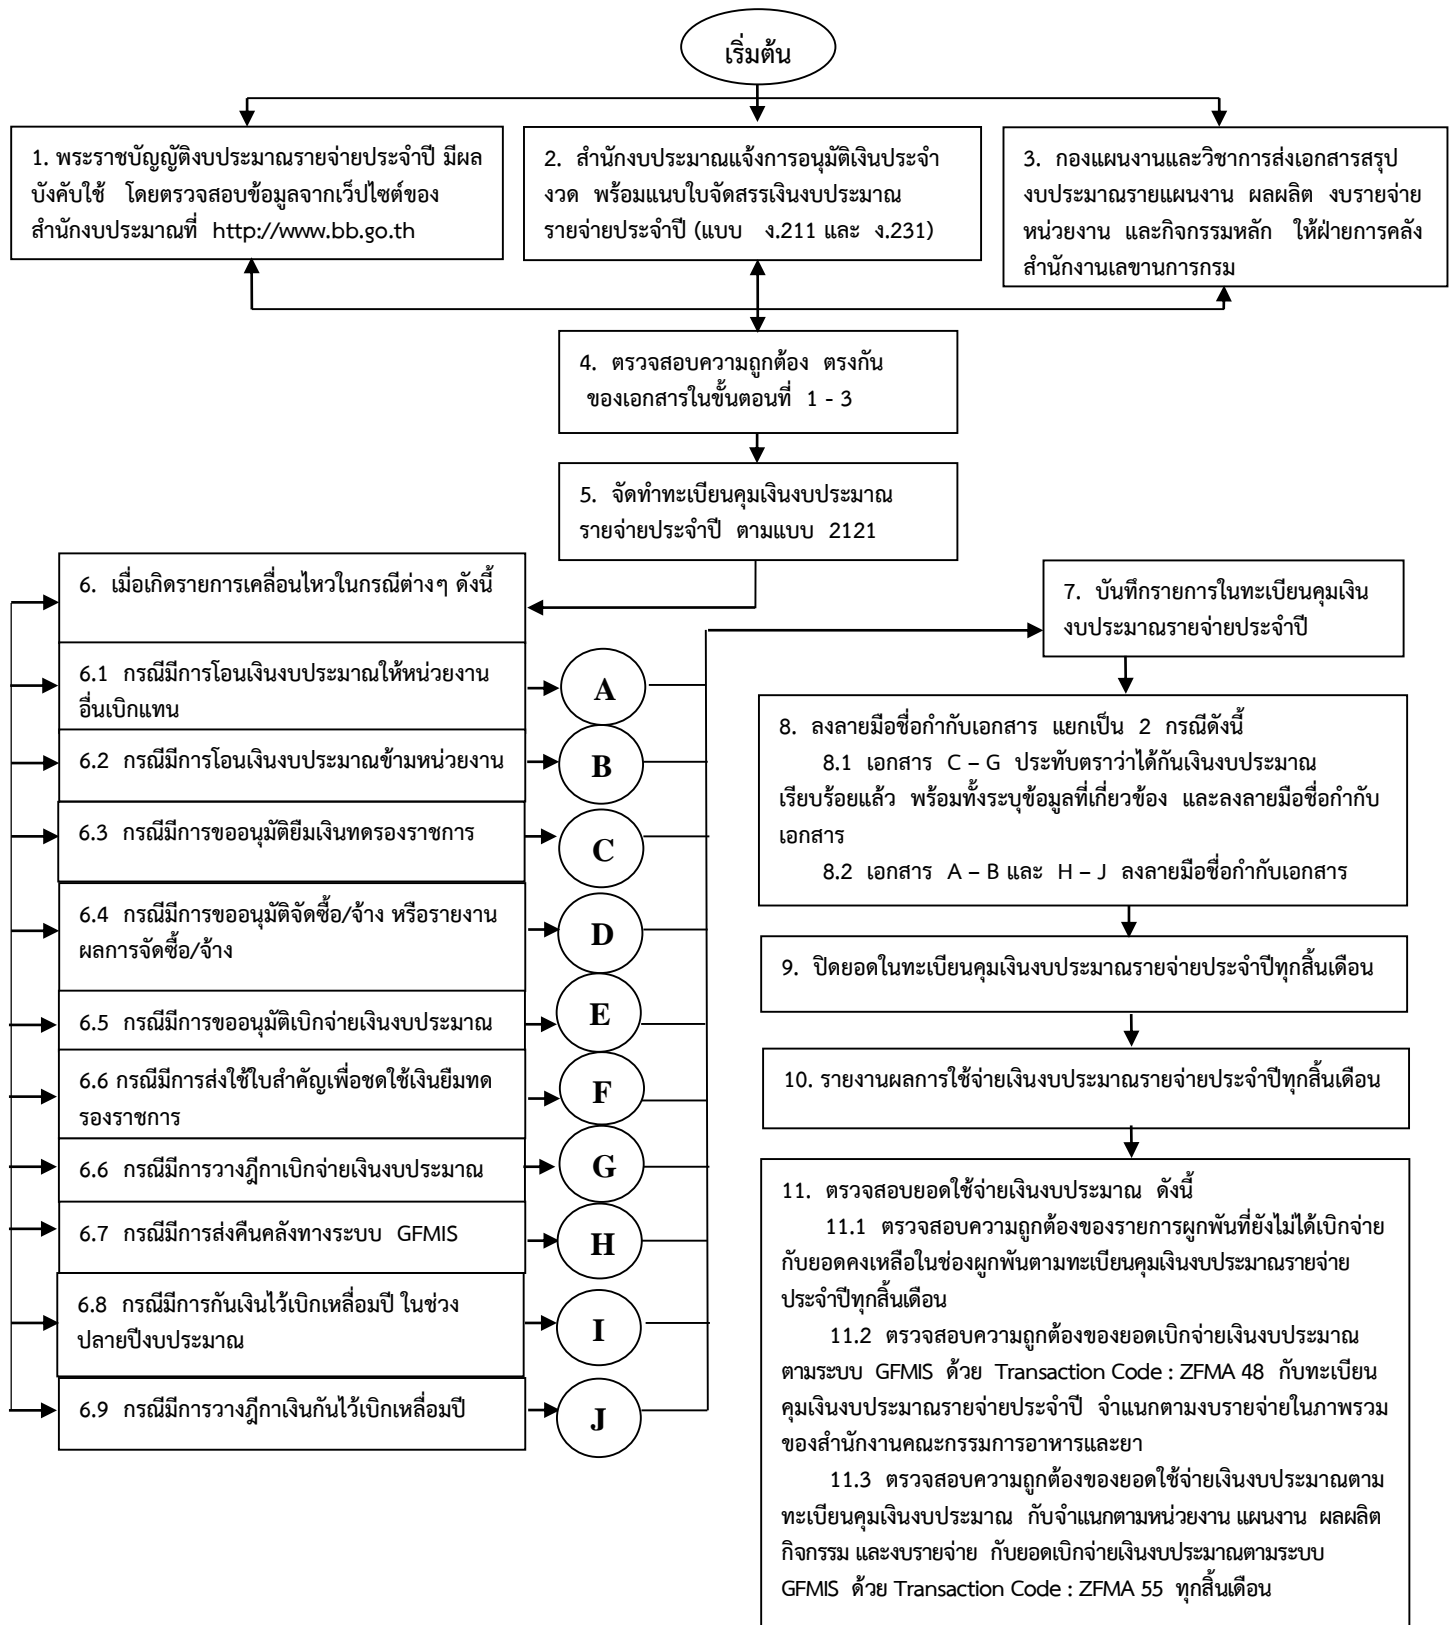 เริ่มต้น
1. พระราชบัญญัติงบประมาณรายจ่ายประจำปี มีผล
บังคับใช้ โดยตรวจสอบข้อมูลจากเว็ปไซต์ของ
สำนักงบประมาณที่ http://www.bb.go.th
2. สำนักงบประมาณแจ้งการอนุมัติเงินประจำ
งวด พร้อมแนบใบจัดสรรเงินงบประมาณ
รายจ่ายประจำปี (แบบ ง.211 และ ง.231)
3. กองแผนงานและวิชาการส่งเอกสารสรุป
งบประมาณรายแผนงาน ผลผลิต งบรายจ่าย
หน่วยงาน และกิจกรรมหลัก ให้ฝ่ายการคลัง
สำนักงานเลขานการกรม
4. ตรวจสอบความถูกต้อง ตรงกัน
ของเอกสารในขั้นตอนที่ 1 - 3
5. จัดทำทะเบียนคุมเงินงบประมาณ
รายจ่ายประจำปี ตามแบบ 2121
6. เมื่อเกิดรายการเคลื่อนไหวในกรณีต่างๆ ดังนี้
6.1 กรณีมีการโอนเงินงบประมาณให้หน่วยงาน
อื่นเบิกแทน
A
6.2 กรณีมีการโอนเงินงบประมาณข้ามหน่วยงาน
B
6.3 กรณีมีการขออนุมัติยืมเงินทดรองราชการ
C
6.4 กรณีมีการขออนุมัติจัดซื้อ/จ้าง หรือรายงาน
ผลการจัดซื้อ/จ้าง
D
6.5 กรณีมีการขออนุมัติเบิกจ่ายเงินงบประมาณ
E
6.6 กรณีมีการส่งใช้ใบสำคัญเพื่อชดใช้เงินยืมทด
รองราชการ
F
6.6 กรณีมีการวางฎีกาเบิกจ่ายเงินงบประมาณ
G
6.7 กรณีมีการส่งคืนคลังทางระบบ GFMIS
H
6.8 กรณีมีการกันเงินไว้เบิกเหลื่อมปี ในช่วง
ปลายปีงบประมาณ
I
6.9 กรณีมีการวางฎีกาเงินกันไว้เบิกเหลื่อมปี
J
7. บันทึกรายการในทะเบียนคุมเงิน
งบประมาณรายจ่ายประจำปี
8. ลงลายมือชื่อกำกับเอกสาร แยกเป็น 2 กรณีดังนี้
8.1 เอกสาร C – G ประทับตราว่าได้กันเงินงบประมาณ
เรียบร้อยแล้ว พร้อมทั้งระบุข้อมูลที่เกี่ยวข้อง และลงลายมือชื่อกำกับ
เอกสาร
8.2 เอกสาร A – B และ H – J ลงลายมือชื่อกำกับเอกสาร
9. ปิดยอดในทะเบียนคุมเงินงบประมาณรายจ่ายประจำปีทุกสิ้นเดือน
10. รายงานผลการใช้จ่ายเงินงบประมาณรายจ่ายประจำปีทุกสิ้นเดือน
11. ตรวจสอบยอดใช้จ่ายเงินงบประมาณ ดังนี้
11.1 ตรวจสอบความถูกต้องของรายการผูกพันที่ยังไม่ได้เบิกจ่าย
กับยอดคงเหลือในช่องผูกพันตามทะเบียนคุมเงินงบประมาณรายจ่าย
ประจำปีทุกสิ้นเดือน
11.2 ตรวจสอบความถูกต้องของยอดเบิกจ่ายเงินงบประมาณ
ตามระบบ GFMIS ด้วย Transaction Code : ZFMA 48 กับทะเบียน
คุมเงินงบประมาณรายจ่ายประจำปี จำแนกตามงบรายจ่ายในภาพรวม
ของสำนักงานคณะกรรมการอาหารและยา
11.3 ตรวจสอบความถูกต้องของยอดใช้จ่ายเงินงบประมาณตาม
ทะเบียนคุมเงินงบประมาณ กับจำแนกตามหน่วยงาน แผนงาน ผลผลิต
กิจกรรม และงบรายจ่าย กับยอดเบิกจ่ายเงินงบประมาณตามระบบ
GFMIS ด้วย Transaction Code : ZFMA 55 ทุกสิ้นเดือน